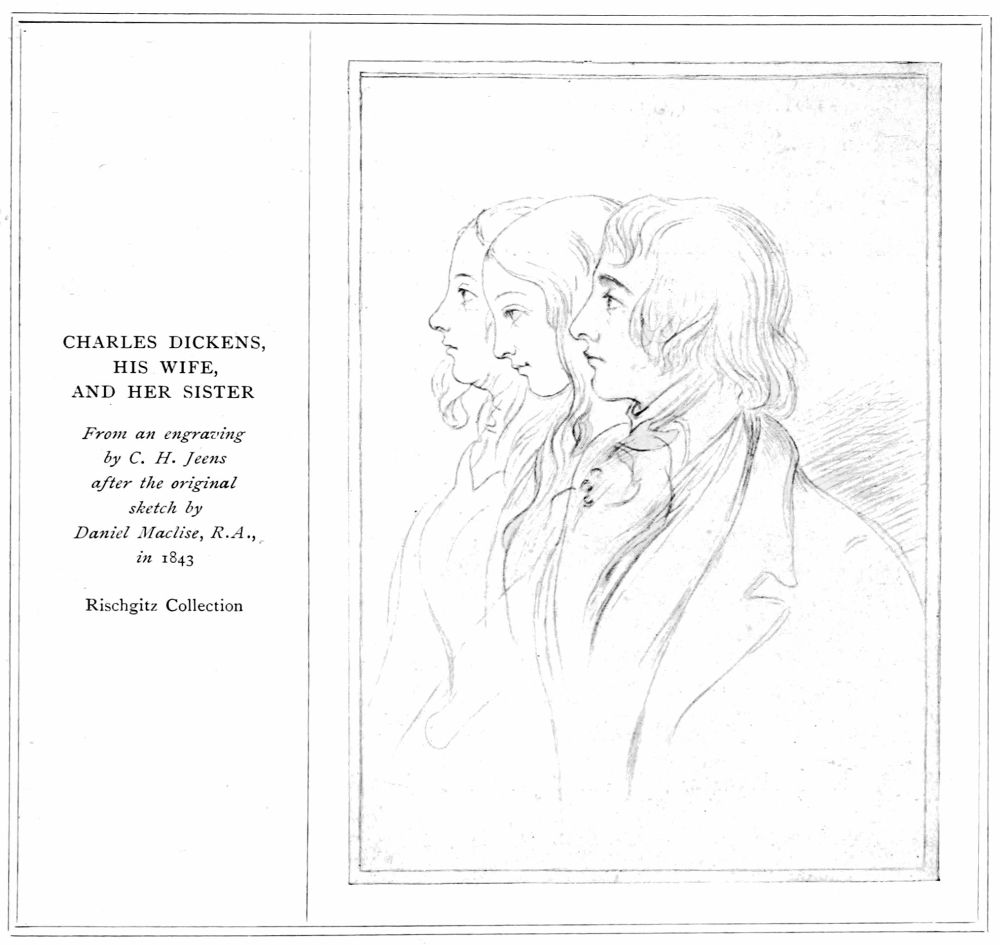 CHARLES DICKENS,
HIS WIFE,
AND HER SISTER
From an engraving
by C. H. Jeens
after the original
sketch by
Daniel Maclise, R.A.,
in 1843
Rischgitz Collection